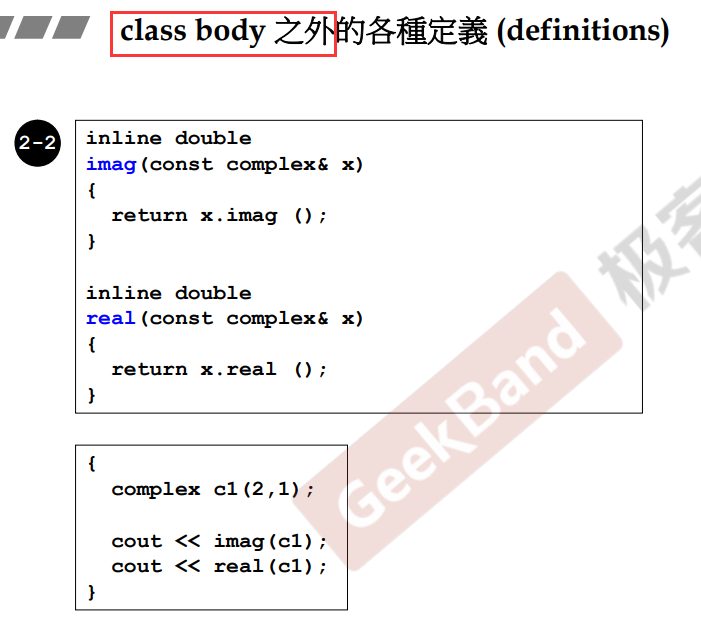 class body 之外的各種定義 (definitions)
2-2
inline double
imag(const complex& x)
{
  return x.imag ();
}
inline double
real(const complex& x)
{
  return x.real ();
}
{
  complex c1(2,1);
  cout << imag(c1);
  cout << real(c1);
}
GeekBand 极客